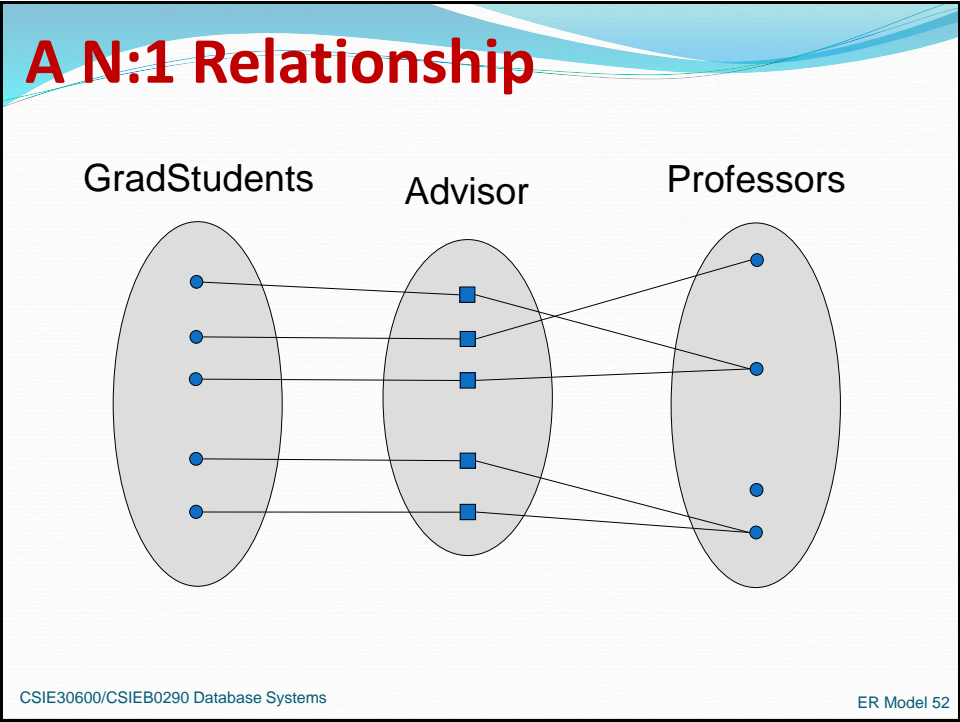 A N:1 Relationship
GradStudents
Advisor
Professors
CSIE30600/CSIEB0290 Database Systems
ER Model 52